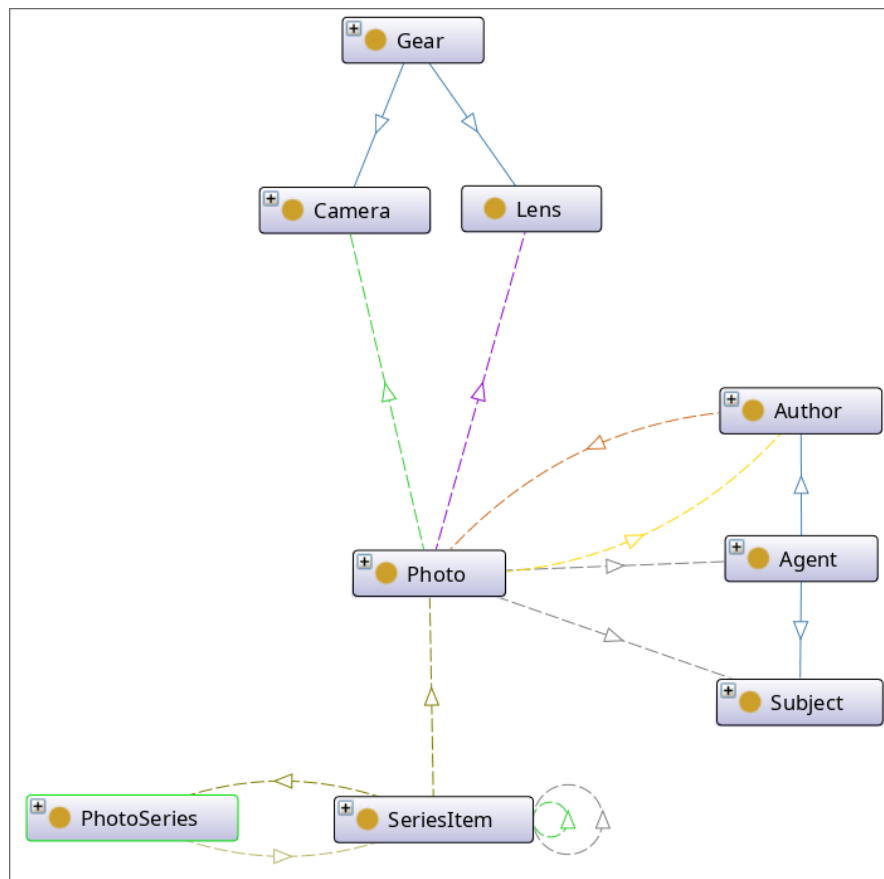 Gear
Camera
Lens
Author
Photo
Agent
Subject
PhotoSeries
SeriesItem